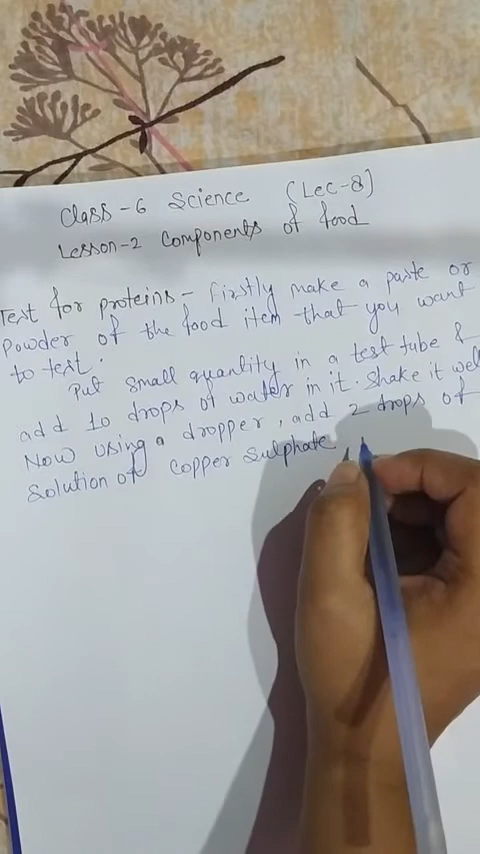 Class-6 Science (Lec-8)
Lesson-2 Components of food
Test for proteins - Firstly make a paste or
powder of the food item that you want
to test.
Put small quantity in a test tube &
add 10 drops of water in it. Shake it well
Now using a dropper, add 2 drops of
Solution of Copper Sulphate